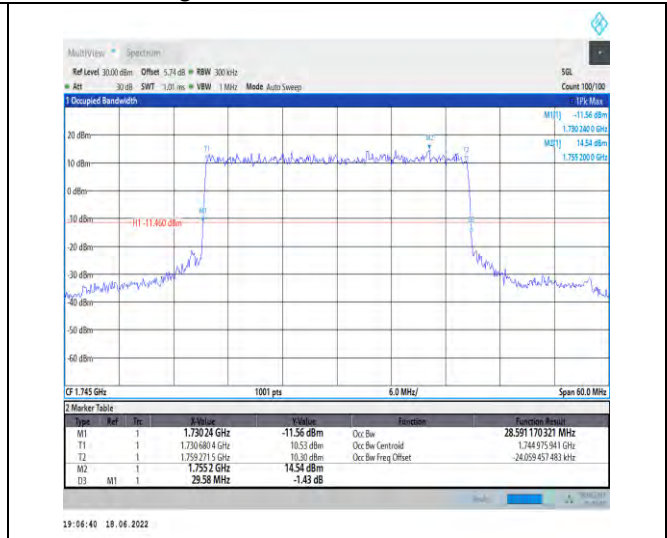 MultiView Spectrum
Ref Level 30.00 dBm Offset 5.74 dB RBW 300 kHz SGL
Att 30 dB SWT 1.01 ms VBW 1 MHz Mode Auto Sweep Count 100/100
1 Occupied Bandwidth 1Pk Max
M1[1] -11.56 dBm
1.730 240 0 GHz
M2[1] 14.54 dBm
1.755 200 0 GHz
20 dBm
10 dBm
0 dBm
-10 dBm
-20 dBm
-30 dBm
-40 dBm
-50 dBm
-60 dBm
T1
M2
T2
M1
H1 -11.460 dBm
CF 1.745 GHz 1001 pts 6.0 MHz/ Span 60.0 MHz
2 Marker Table
Type Ref Trc X-Value Y-Value Function Function Result
M1 1 1.730 24 GHz -11.56 dBm Occ Bw 28.591 170 321 MHz
T1 1 1.730 680 4 GHz 10.53 dBm Occ Bw Centroid 1.744 975 941 GHz
T2 1 1.759 271 5 GHz 10.30 dBm Occ Bw Freq Offset -24.059 457 483 kHz
M2 1 1.755 2 GHz 14.54 dBm
D3 M1 1 29.58 MHz -1.43 dB
19:06:40 18.06.2022